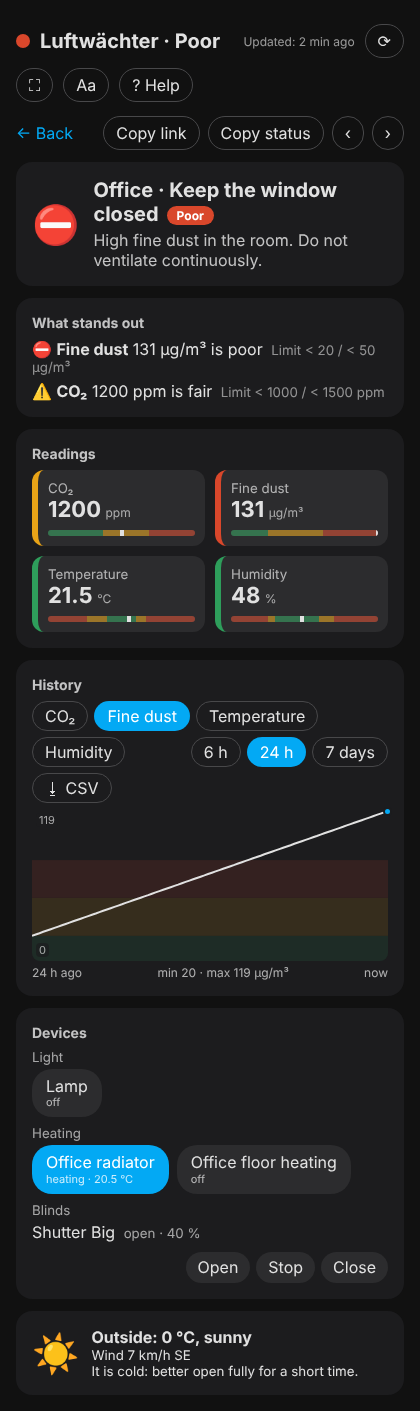 Luftwächter · Poor
Updated: 2 min ago
⟳
Aa
? Help
← Back
Copy link
Copy status
‹
›
Office · Keep the window
closed Poor
High fine dust in the room. Do not
ventilate continuously.
What stands out
⛔ Fine dust 131 µg/m³ is poor Limit < 20 / < 50
µg/m³
⚠️ CO₂ 1200 ppm is fair Limit < 1000 / < 1500 ppm
Readings
CO₂
1200 ppm
Fine dust
131 µg/m³
Temperature
21.5 °C
Humidity
48 %
History
CO₂
Fine dust
Temperature
Humidity
6 h
24 h
7 days
⤓ CSV
119
0
24 h ago
min 20 · max 119 µg/m³
now
Devices
Light
Lamp
off
Heating
Office radiator
heating · 20.5 °C
Office floor heating
off
Blinds
Shutter Big open · 40 %
Open
Stop
Close
Outside: 0 °C, sunny
Wind 7 km/h SE
It is cold: better open fully for a short time.